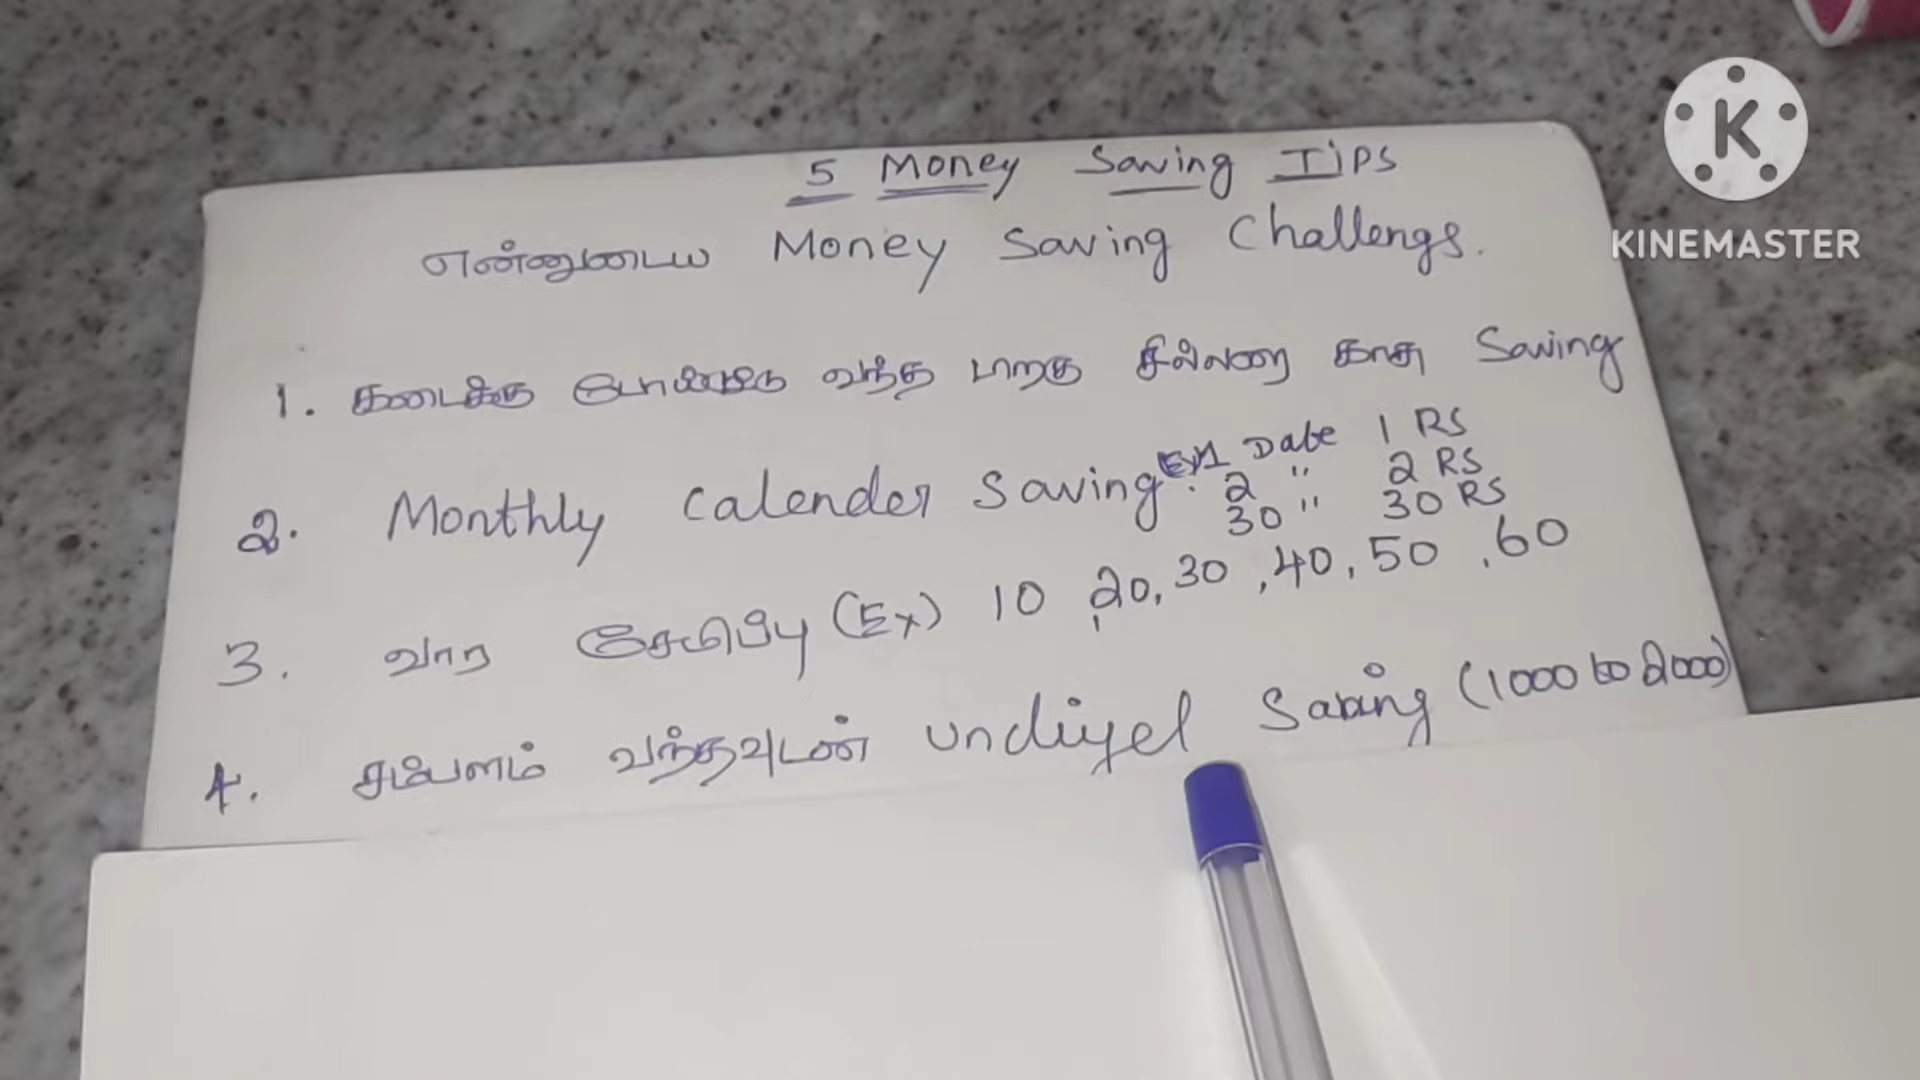 5 Money Saving Tips
என்னுடைய Money Saving Challengs.
1. கடைக்கு போய்விட்டு வந்த பிறகு சில்லறை காசு Saving
2. Monthly Calender Saving Ex. 1 Date 1 RS
2 " 2 RS
30 " 30 RS
3. வார சேமிப்பு (Ex) 10, 20, 30, 40, 50, 60
4. சம்பளம் வந்தவுடன் undiyel Saving (1000 to 2000)
K
KINEMASTER